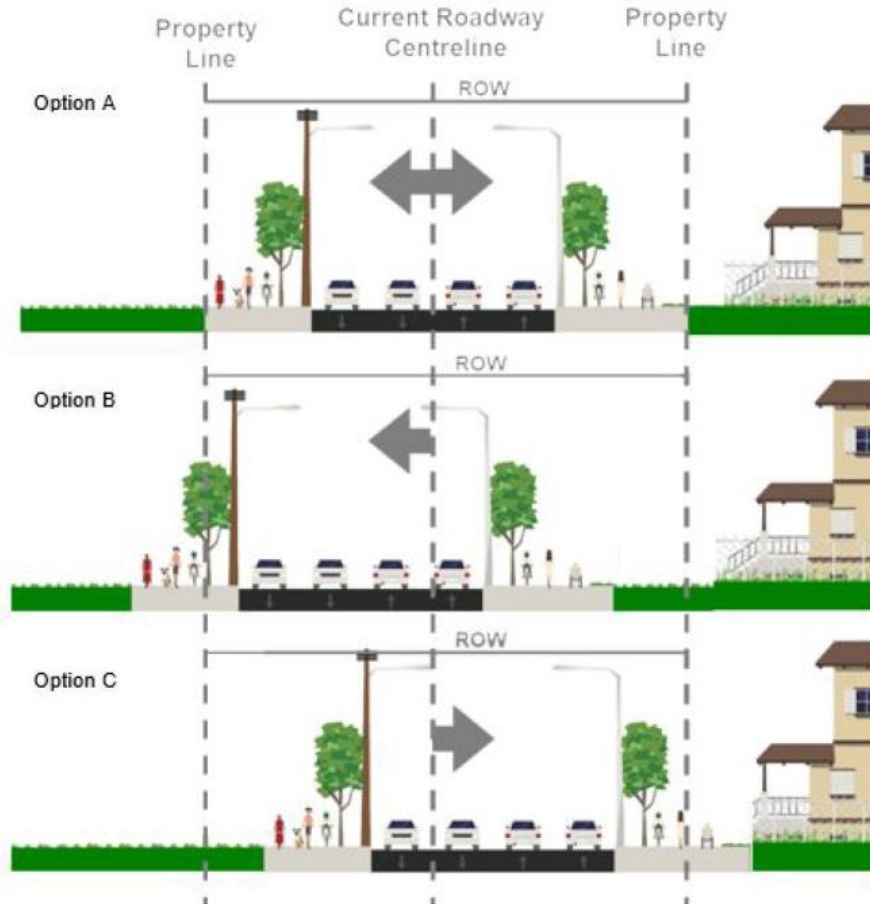 Property
Line
Current Roadway
Centreline
Property
Line
ROW
Option A
ROW
Option B
ROW
Option C